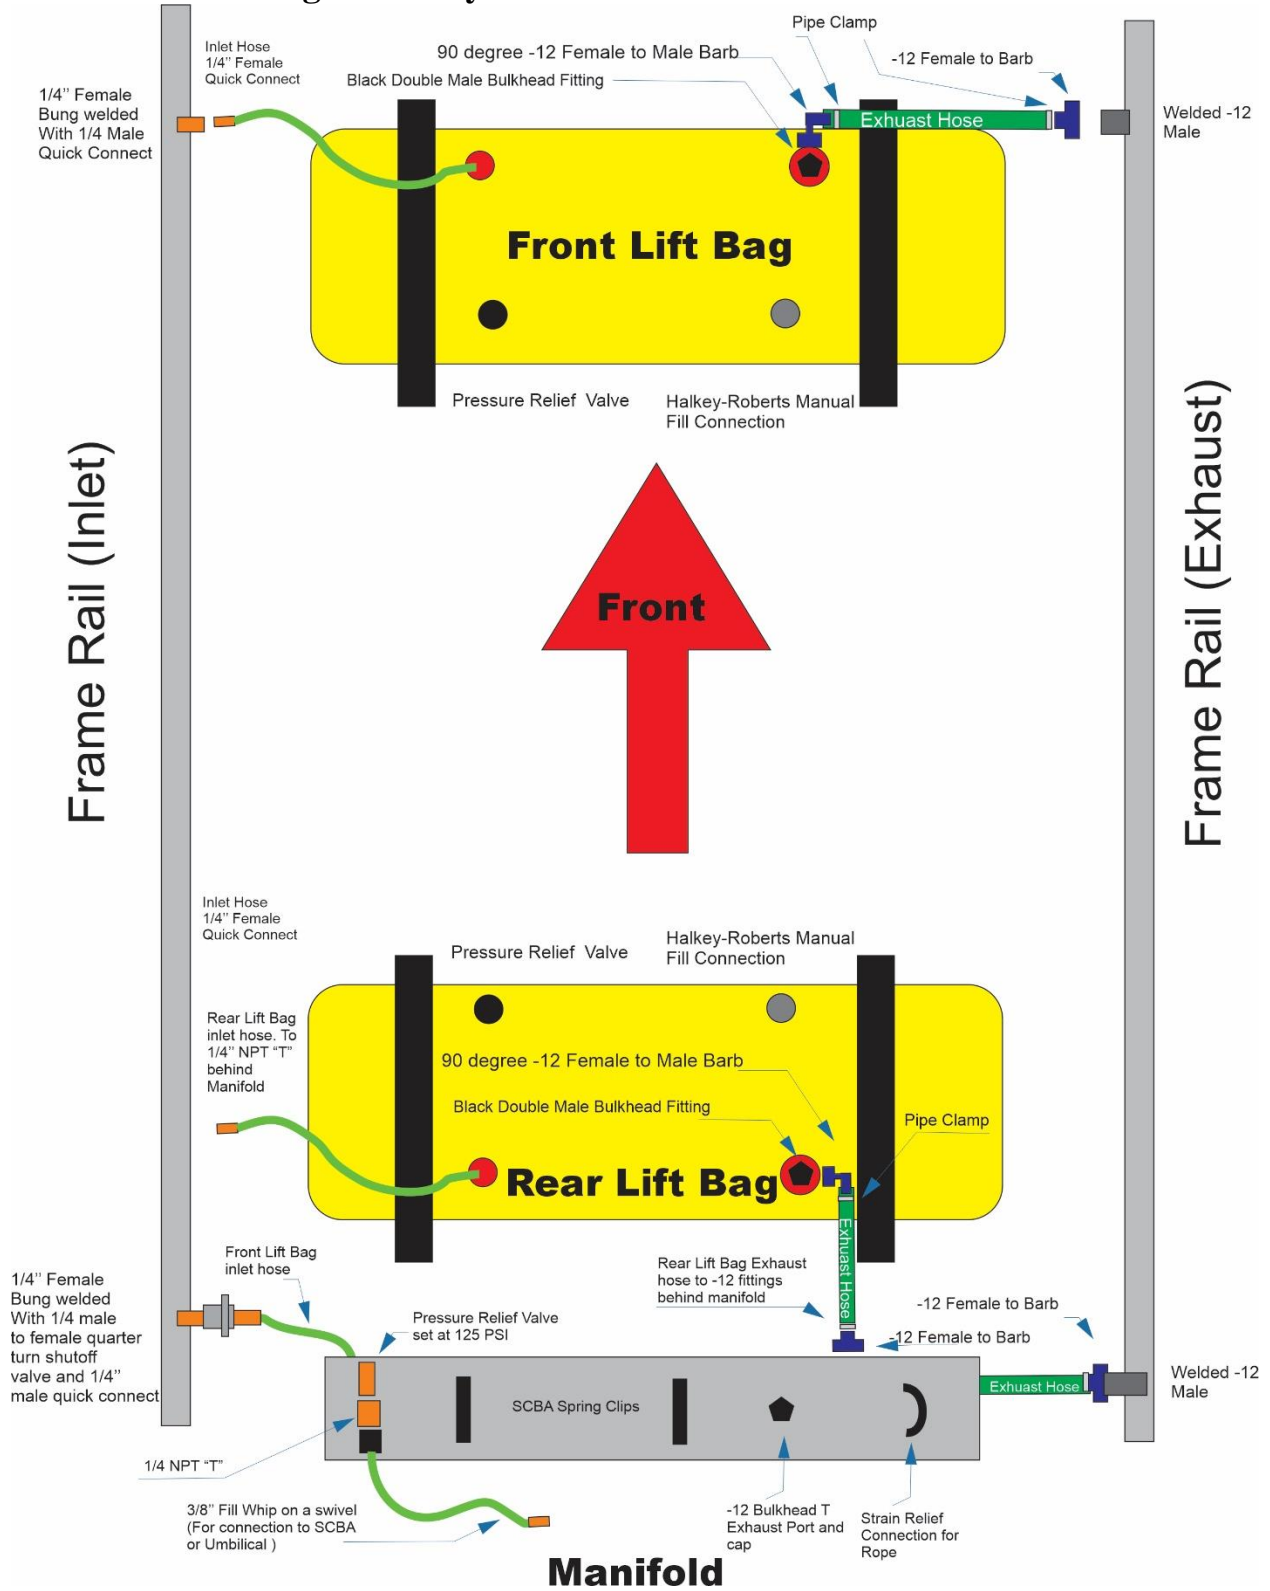 Pipe Clamp
Inlet Hose
1/4” Female
Quick Connect
90 degree -12 Female to Male Barb
-12 Female to Barb
Black Double Male Bulkhead Fitting
1/4” Female
Bung welded
With 1/4 Male
Quick Connect
Exhuast Hose
Welded -12
Male
Front Lift Bag
Pressure Relief Valve
Halkey-Roberts Manual
Fill Connection
Frame Rail (Inlet)
Frame Rail (Exhaust)
Front
Inlet Hose
1/4” Female
Quick Connect
Pressure Relief Valve
Halkey-Roberts Manual
Fill Connection
Rear Lift Bag
inlet hose. To
1/4” NPT “T”
behind
Manifold
90 degree -12 Female to Male Barb
Black Double Male Bulkhead Fitting
Pipe Clamp
Rear Lift Bag
Exhuast Hose
Front Lift Bag
inlet hose
Rear Lift Bag Exhaust
hose to -12 fittings
behind manifold
1/4” Female
Bung welded
With 1/4 male
to female quarter
turn shutoff
valve and 1/4”
male quick connect
Pressure Relief Valve
set at 125 PSI
-12 Female to Barb
-12 Female to Barb
Welded -12
Male
Exhuast Hose
SCBA Spring Clips
1/4 NPT “T”
3/8” Fill Whip on a swivel
(For connection to SCBA
or Umbilical )
-12 Bulkhead T
Exhaust Port and
cap
Strain Relief
Connection for
Rope
Manifold